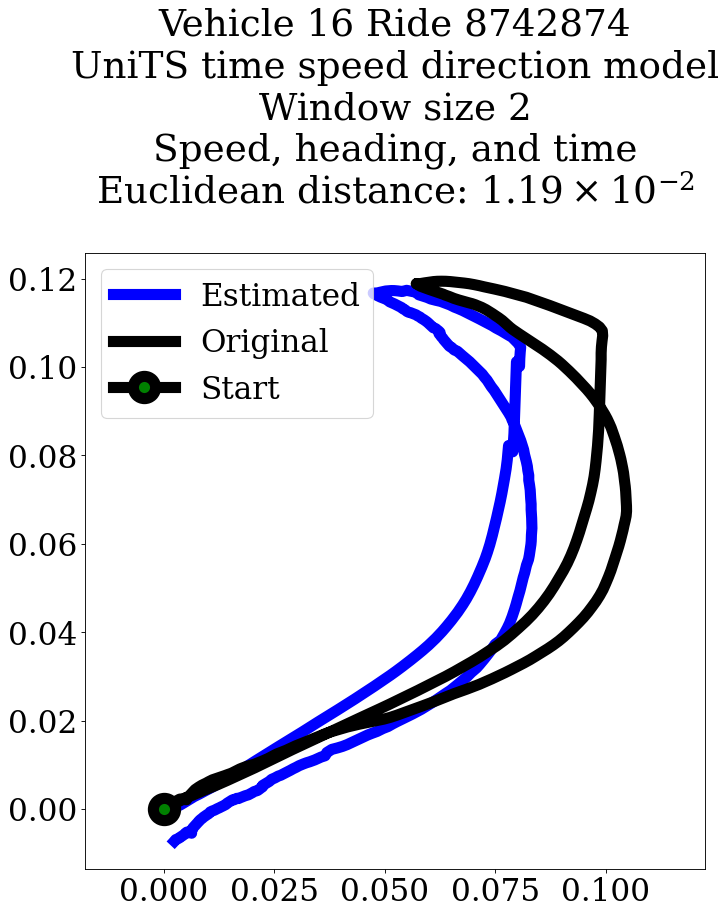 Vehicle 16 Ride 8742874
UniTS time speed direction model
Window size 2
Speed, heading, and time
Euclidean distance: 1.19 × 10⁻²
Estimated
Original
Start
0.12
0.10
0.08
0.06
0.04
0.02
0.00
0.000 0.025 0.050 0.075 0.100